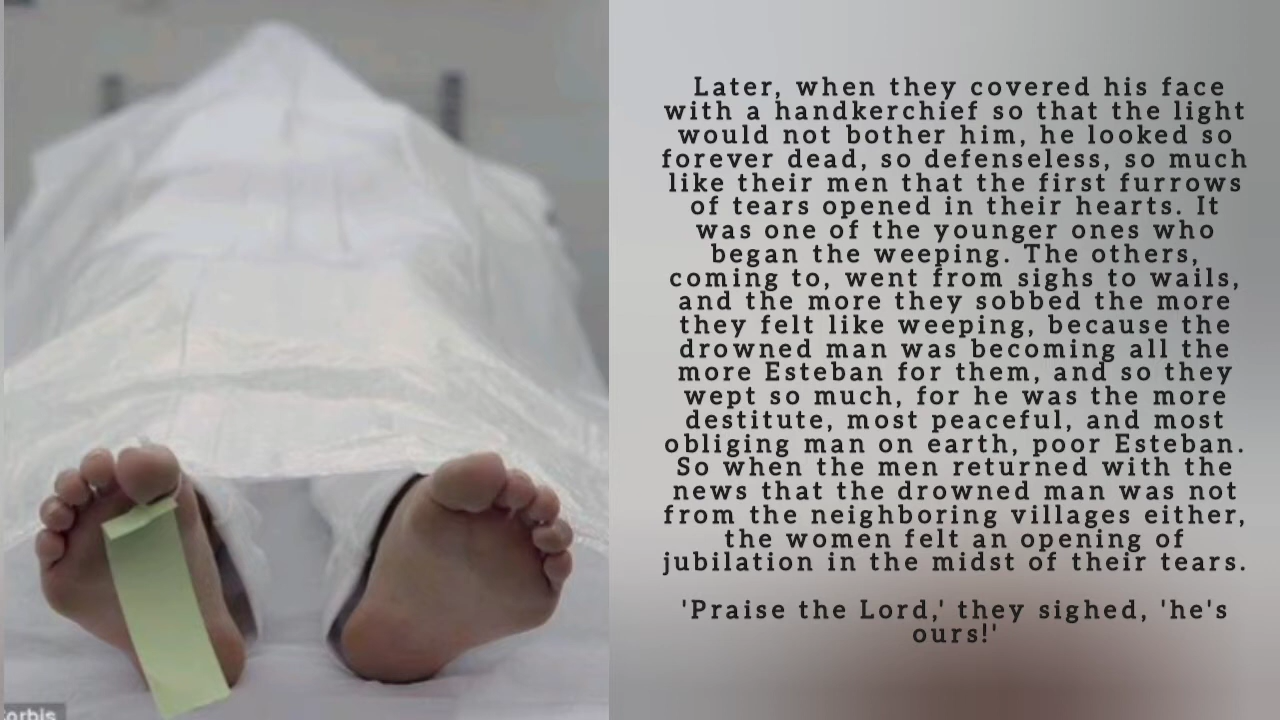 Later, when they covered his face
with a handkerchief so that the light
would not bother him, he looked so
forever dead, so defenseless, so much
like their men that the first furrows
of tears opened in their hearts. It
was one of the younger ones who
began the weeping. The others,
coming to, went from sighs to wails,
and the more they sobbed the more
they felt like weeping, because the
drowned man was becoming all the
more Esteban for them, and so they
wept so much, for he was the more
destitute, most peaceful, and most
obliging man on earth, poor Esteban.
So when the men returned with the
news that the drowned man was not
from the neighboring villages either,
the women felt an opening of
jubilation in the midst of their tears.
'Praise the Lord,' they sighed, 'he's
ours!'
orbis